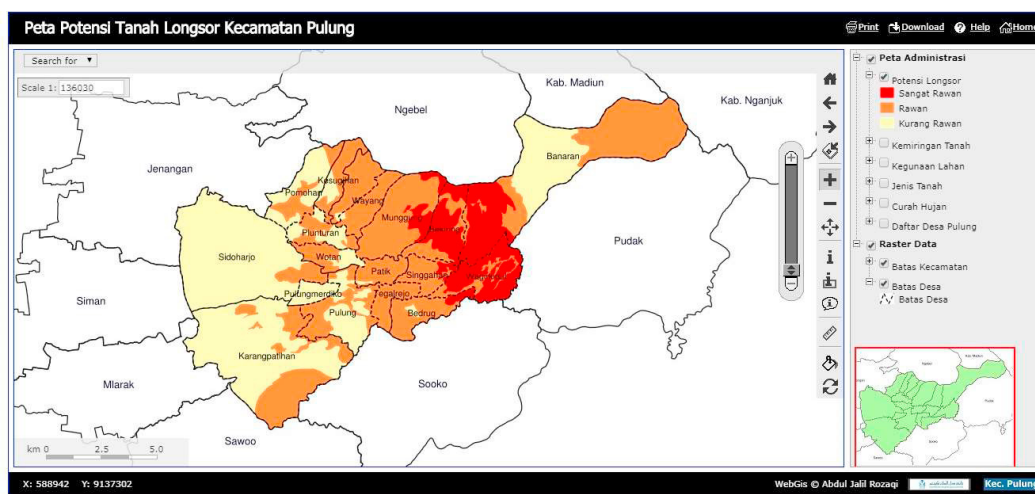 Peta Potensi Tanah Longsor Kecamatan Pulung
Print Download Help Home
Search for
Scale 1: 136030
Peta Administrasi
Potensi Longsor
Sangat Rawan
Rawan
Kurang Rawan
Kemiringan Tanah
Kegunaan Lahan
Jenis Tanah
Curah Hujan
Daftar Desa Pulung
Raster Data
Batas Kecamatan
Batas Desa
Batas Desa
Kab. Madiun
Kab. Nganjuk
Ngebel
Jenangan
Banaran
Kesugihan
Pomahan
Wayang
Munggung
Plunturan
Pudak
Sidoharjo
Wotan
Patik
Singgahan
Siman
Pulungmerdiko
Tegalrejo
Pulung
Bedrug
Karangpatihan
Mlarak
Sooko
Sawoo
km 0 2.5 5.0
X: 588942 Y: 9137302
WebGis © Abdul Jalil Rozaqi
Kec. Pulung